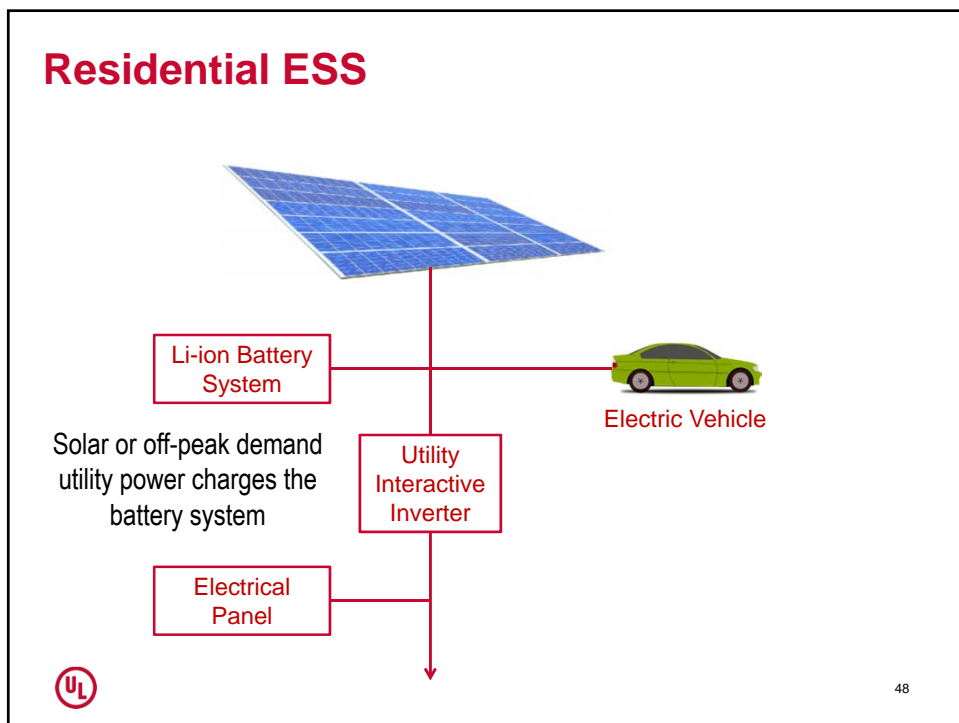 Residential ESS
Li-ion Battery
System
Electric Vehicle
Solar or off-peak demand
utility power charges the
battery system
Utility
Interactive
Inverter
Electrical
Panel
UL
48